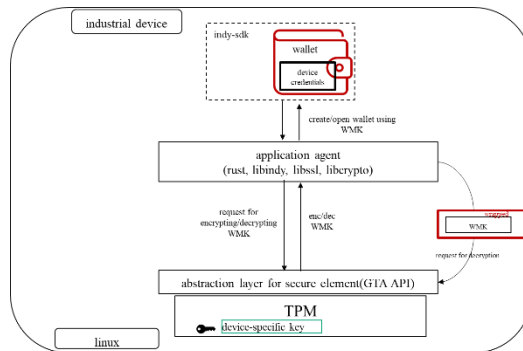 industrial device
indy-sdk
wallet
device
credentials
create/open wallet using
WMK
application agent
(rust, libindy, libssl, libcrypto)
request for
encrypting/decrypting
WMK
enc/dec
WMK
wrapped
WMK
request for decryption
abstraction layer for secure element(GTA API)
TPM
device-specific key
linux